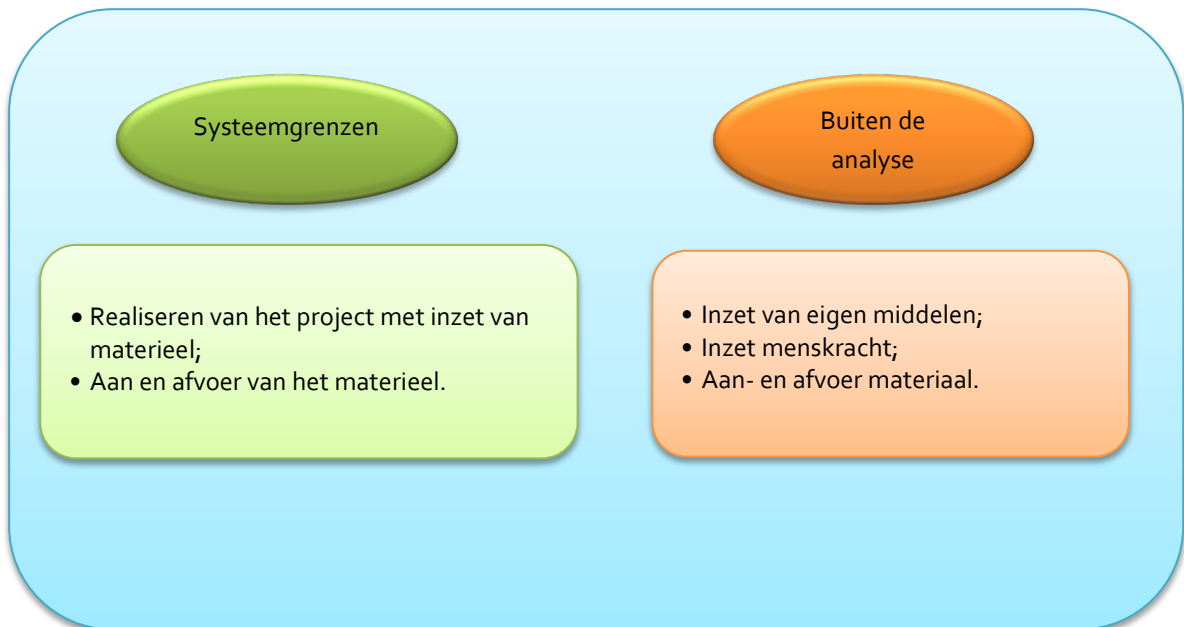 Systeemgrenzen
Buiten de
analyse
• Realiseren van het project met inzet van
materieel;
• Aan en afvoer van het materieel.
• Inzet van eigen middelen;
• Inzet menskracht;
• Aan- en afvoer materiaal.